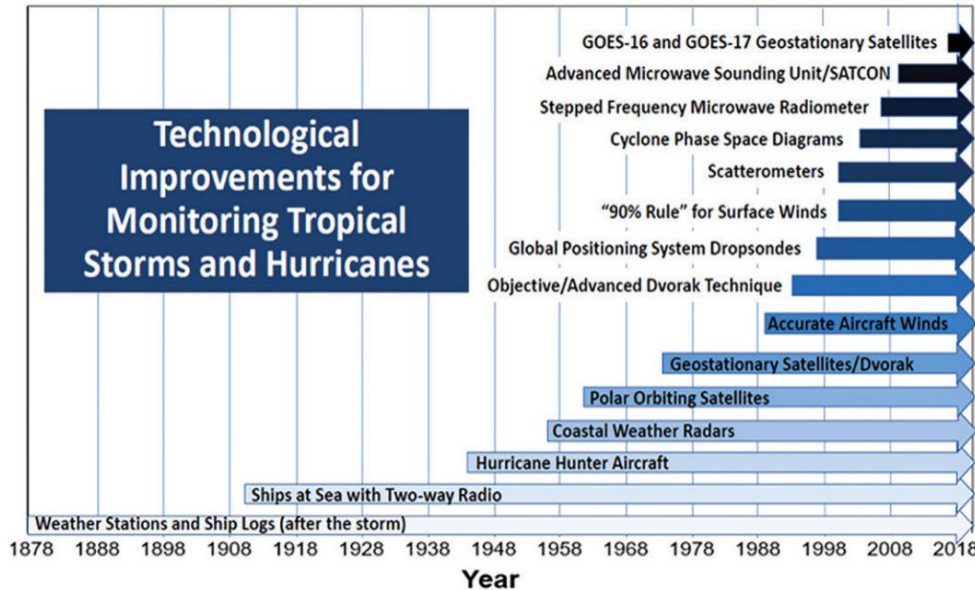 GOES-16 and GOES-17 Geostationary Satellites
Advanced Microwave Sounding Unit/SATCON
Stepped Frequency Microwave Radiometer
Cyclone Phase Space Diagrams
Scatterometers
“90% Rule” for Surface Winds
Global Positioning System Dropsondes
Objective/Advanced Dvorak Technique
Technological
Improvements for
Monitoring Tropical
Storms and Hurricanes
Accurate Aircraft Winds
Geostationary Satellites/Dvorak
Polar Orbiting Satellites
Coastal Weather Radars
Hurricane Hunter Aircraft
Ships at Sea with Two-way Radio
Weather Stations and Ship Logs (after the storm)
1878 1888 1898 1908 1918 1928 1938 1948 1958 1968 1978 1988 1998 2008 2018
Year